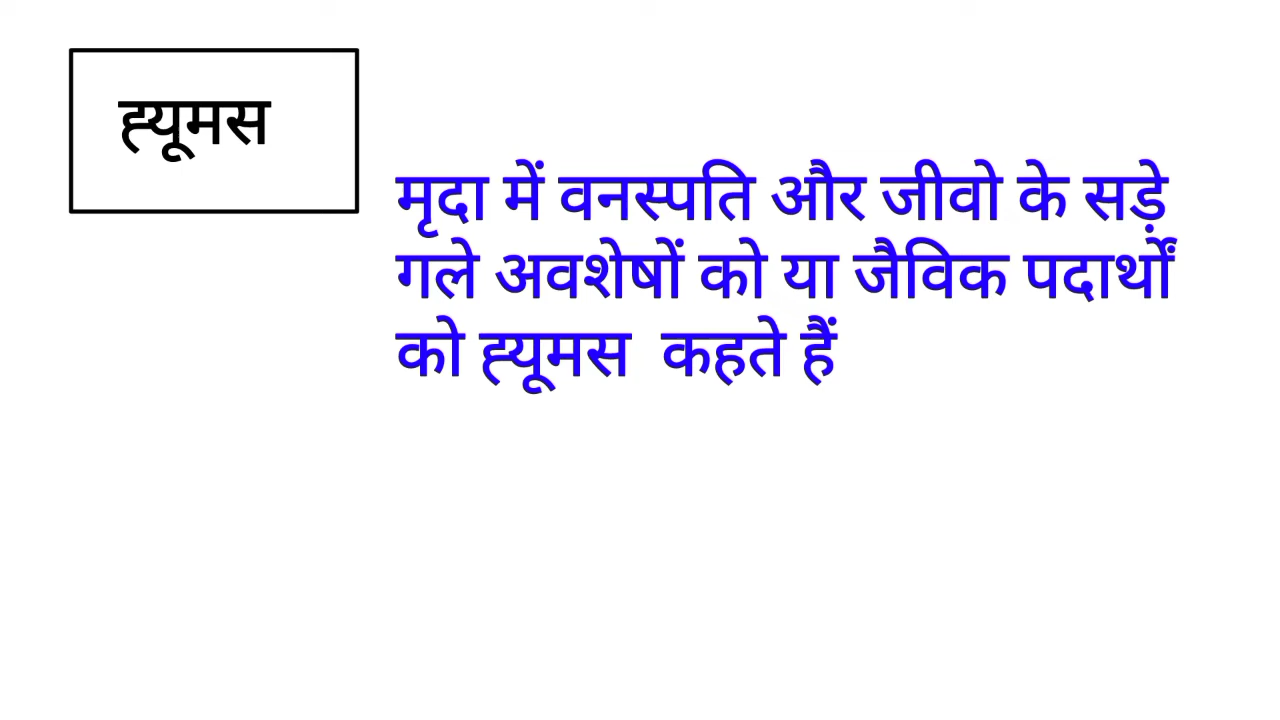 ह्यूमस
मृदा में वनस्पति और जीवो के सड़े
गले अवशेषों को या जैविक पदार्थों
को ह्यूमस  कहते हैं